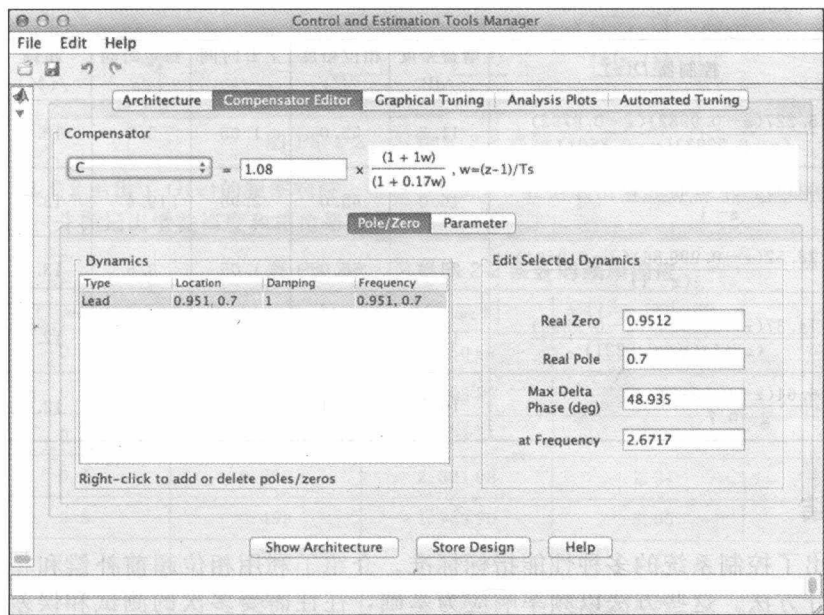 Control and Estimation Tools Manager
File Edit Help
Architecture Compensator Editor Graphical Tuning Analysis Plots Automated Tuning
Compensator
C = 1.08 × (1 + 1w) / (1 + 0.17w) , w=(z-1)/Ts
Pole/Zero Parameter
Dynamics
Type Location Damping Frequency
Lead 0.951, 0.7 1 0.951, 0.7
Right-click to add or delete poles/zeros
Edit Selected Dynamics
Real Zero 0.9512
Real Pole 0.7
Max Delta
Phase (deg) 48.935
at Frequency 2.6717
Show Architecture Store Design Help